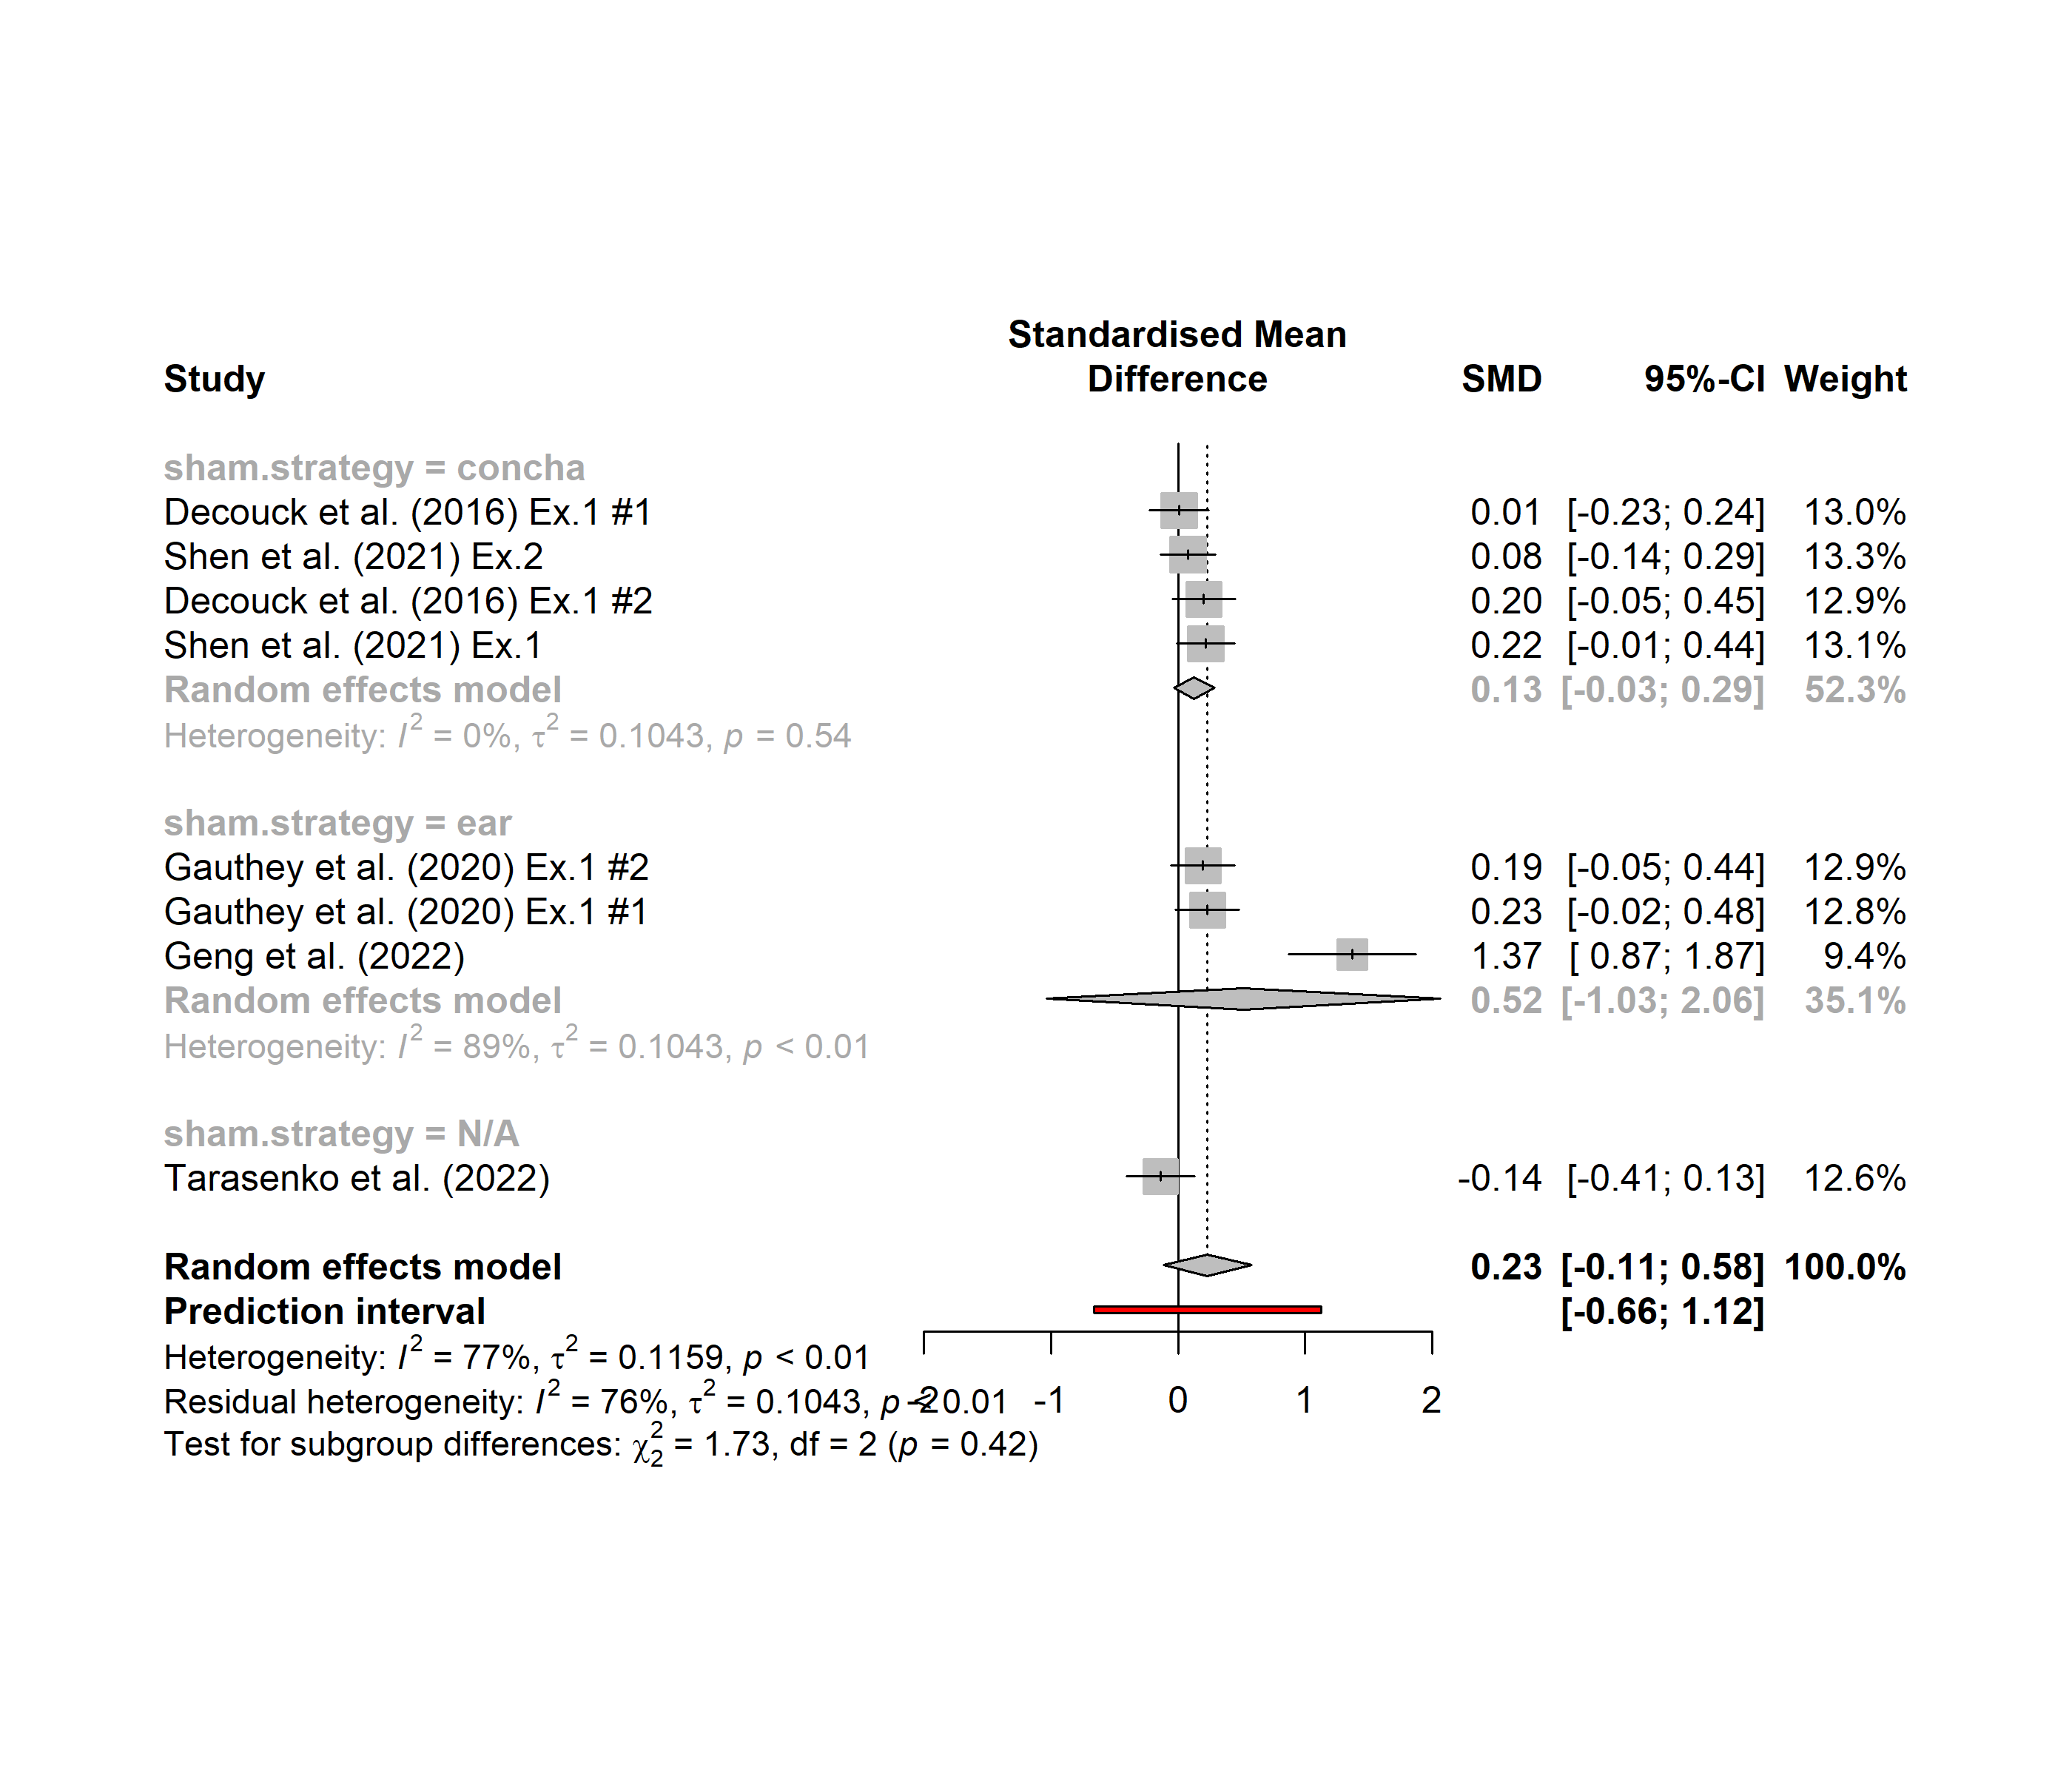 Standardised Mean
Study Difference SMD 95%-CI Weight
sham.strategy = concha
Decouck et al. (2016) Ex.1 #1 0.01 [-0.23; 0.24] 13.0%
Shen et al. (2021) Ex.2 0.08 [-0.14; 0.29] 13.3%
Decouck et al. (2016) Ex.1 #2 0.20 [-0.05; 0.45] 12.9%
Shen et al. (2021) Ex.1 0.22 [-0.01; 0.44] 13.1%
Random effects model 0.13 [-0.03; 0.29] 52.3%
Heterogeneity: I² = 0%, τ² = 0.1043, p = 0.54
sham.strategy = ear
Gauthey et al. (2020) Ex.1 #2 0.19 [-0.05; 0.44] 12.9%
Gauthey et al. (2020) Ex.1 #1 0.23 [-0.02; 0.48] 12.8%
Geng et al. (2022) 1.37 [ 0.87; 1.87] 9.4%
Random effects model 0.52 [-1.03; 2.06] 35.1%
Heterogeneity: I² = 89%, τ² = 0.1043, p < 0.01
sham.strategy = N/A
Tarasenko et al. (2022) -0.14 [-0.41; 0.13] 12.6%
Random effects model 0.23 [-0.11; 0.58] 100.0%
Prediction interval [-0.66; 1.12]
Heterogeneity: I² = 77%, τ² = 0.1159, p < 0.01
Residual heterogeneity: I² = 76%, τ² = 0.1043, p < 0.01 -2 -1 0 1 2
Test for subgroup differences: χ²₂ = 1.73, df = 2 (p = 0.42)